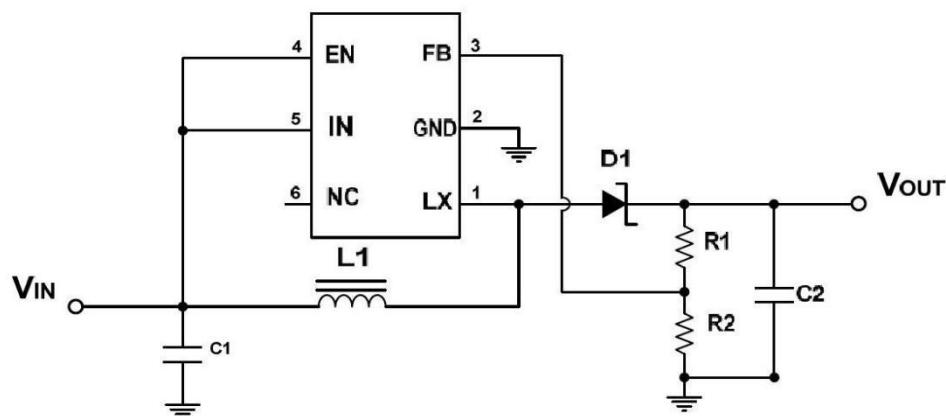 4 EN FB 3
5 IN GND 2
6 NC LX 1
D1
VOUT
L1
R1
VIN
C1
R2
C2